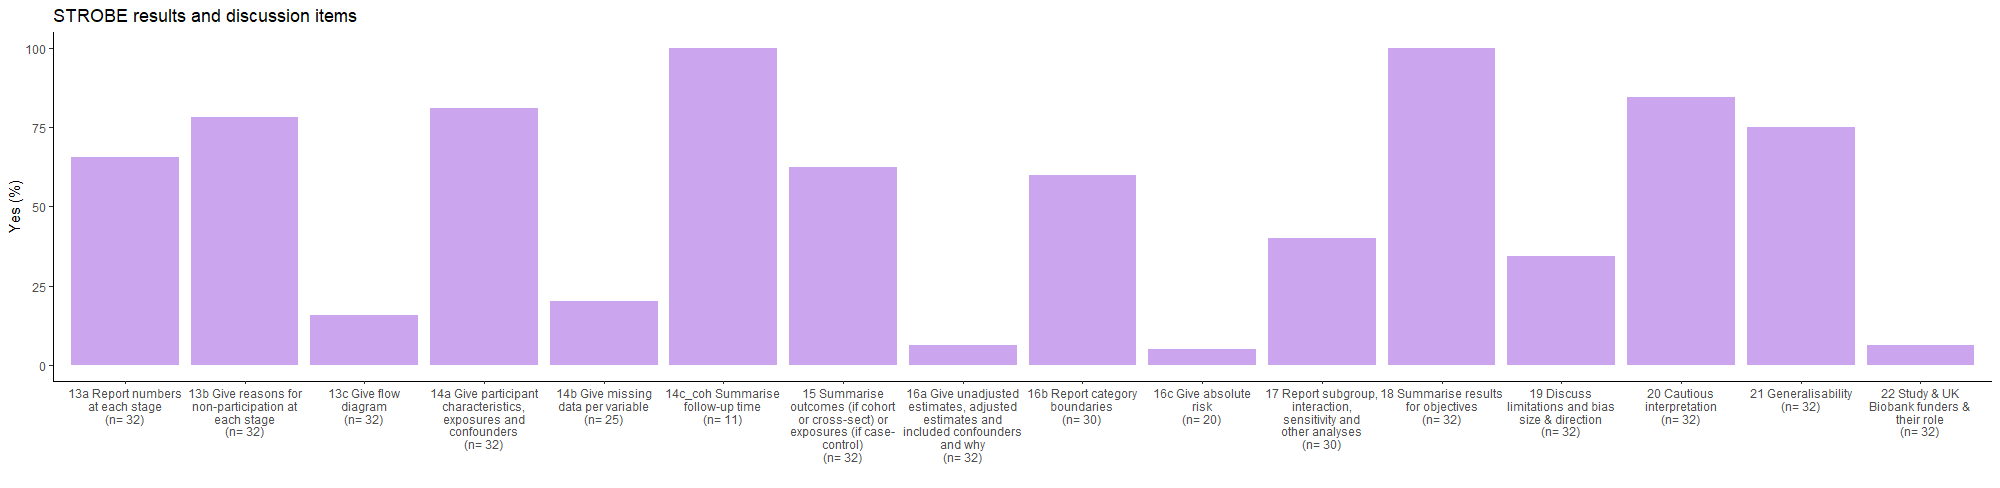 STROBE results and discussion items
Yes (%)
100
75
50
25
0
13a Report numbers
at each stage
(n= 32)
13b Give reasons for
non-participation at
each stage
(n= 32)
13c Give flow
diagram
(n= 32)
14a Give participant
characteristics,
exposures and
confounders
(n= 32)
14b Give missing
data per variable
(n= 25)
14c_coh Summarise
follow-up time
(n= 11)
15 Summarise
outcomes (if cohort
or cross-sect) or
exposures (if case-
control)
(n= 32)
16a Give unadjusted
estimates, adjusted
estimates and
included confounders
and why
(n= 32)
16b Report category
boundaries
(n= 30)
16c Give absolute
risk
(n= 20)
17 Report subgroup,
interaction,
sensitivity and
other analyses
(n= 30)
18 Summarise results
for objectives
(n= 32)
19 Discuss
limitations and bias
size & direction
(n= 32)
20 Cautious
interpretation
(n= 32)
21 Generalisability
(n= 32)
22 Study & UK
Biobank funders &
their role
(n= 32)